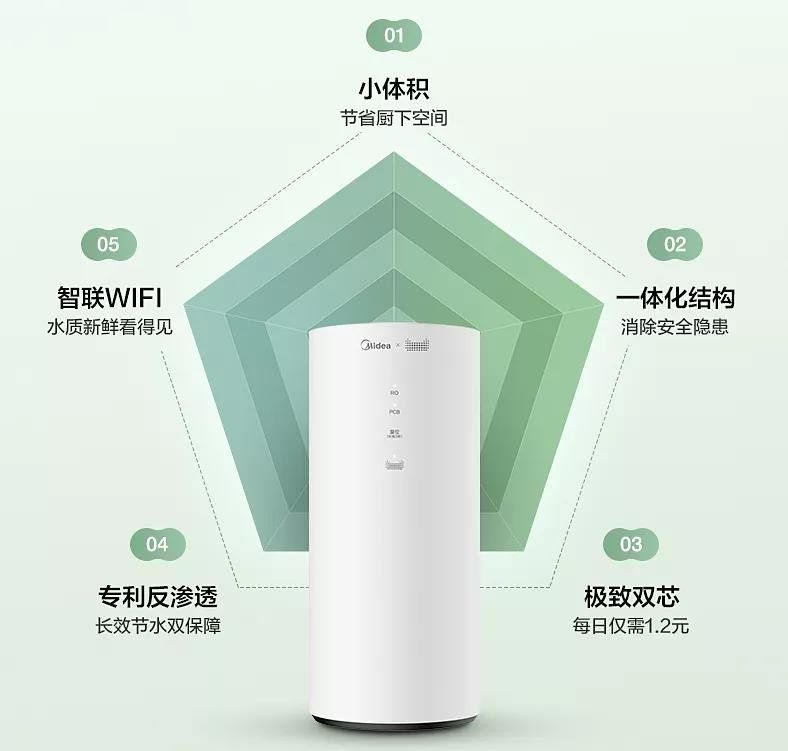 01
小体积
节省厨下空间
05
智联WIFI
水质新鲜看得见
02
一体化结构
消除安全隐患
Midea ×
RO
PCB
复位
04
专利反渗透
长效节水双保障
03
极致双芯
每日仅需1.2元